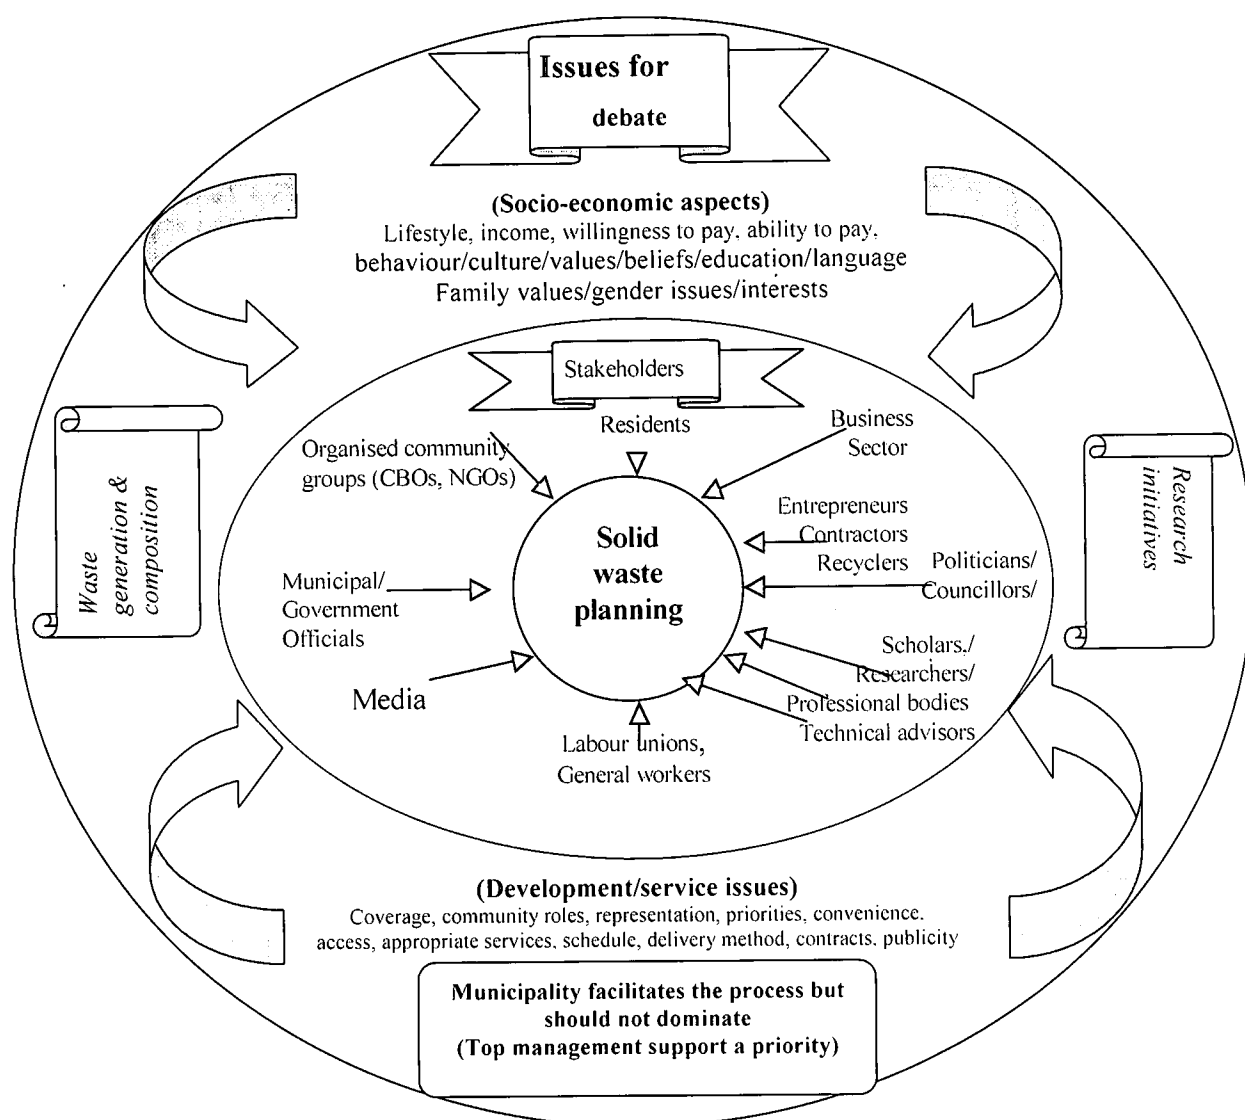 Issues for
debate
(Socio-economic aspects)
Lifestyle, income, willingness to pay, ability to pay,
behaviour/culture/values/beliefs/education/language
Family values/gender issues/interests
Stakeholders
Residents
Business
Sector
Organised community
groups (CBOs, NGOs)
Entrepreneurs
Contractors
Recyclers
Politicians/
Councillors/
Solid
waste
planning
Municipal/
Government
Officials
Media
Scholars,/
Researchers/
Professional bodies
Technical advisors
Labour unions,
General workers
Waste
generation &
composition
Research
initiatives
(Development/service issues)
Coverage, community roles, representation, priorities, convenience,
access, appropriate services, schedule, delivery method, contracts, publicity
Municipality facilitates the process but
should not dominate
(Top management support a priority)